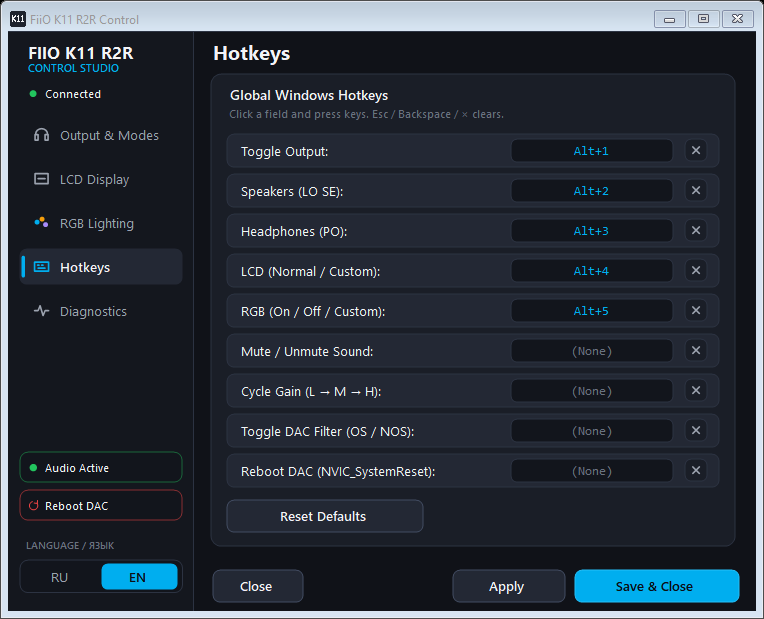 K11 FiiO K11 R2R Control
FIIO K11 R2R
CONTROL STUDIO
Connected
Output & Modes
LCD Display
RGB Lighting
Hotkeys
Diagnostics
Audio Active
Reboot DAC
LANGUAGE / ЯЗЫК
RU EN
Hotkeys
Global Windows Hotkeys
Click a field and press keys. Esc / Backspace / × clears.
Toggle Output: Alt+1 ✕
Speakers (LO SE): Alt+2 ✕
Headphones (PO): Alt+3 ✕
LCD (Normal / Custom): Alt+4 ✕
RGB (On / Off / Custom): Alt+5 ✕
Mute / Unmute Sound: (None) ✕
Cycle Gain (L → M → H): (None) ✕
Toggle DAC Filter (OS / NOS): (None) ✕
Reboot DAC (NVIC_SystemReset): (None) ✕
Reset Defaults
Close Apply Save & Close